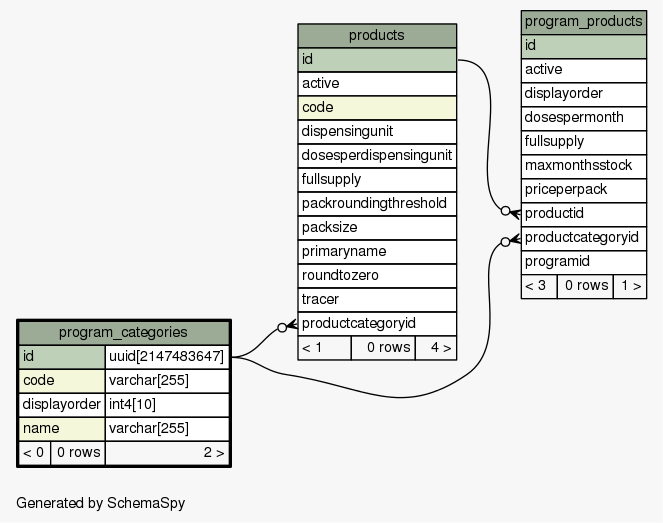 products
id
active
code
dispensingunit
dosesperdispensingunit
fullsupply
packroundingthreshold
packsize
primaryname
roundtozero
tracer
productcategoryid
< 1 0 rows 4 >
program_products
id
active
displayorder
dosespermonth
fullsupply
maxmonthsstock
priceperpack
productid
productcategoryid
programid
< 3 0 rows 1 >
program_categories
id uuid[2147483647]
code varchar[255]
displayorder int4[10]
name varchar[255]
< 0 0 rows 2 >
Generated by SchemaSpy